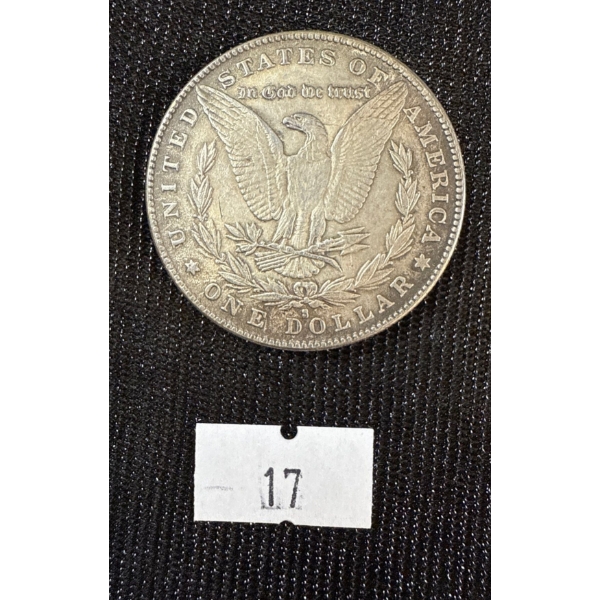 UNITED STATES OF AMERICA
In God we trust
S
ONE DOLLAR
17